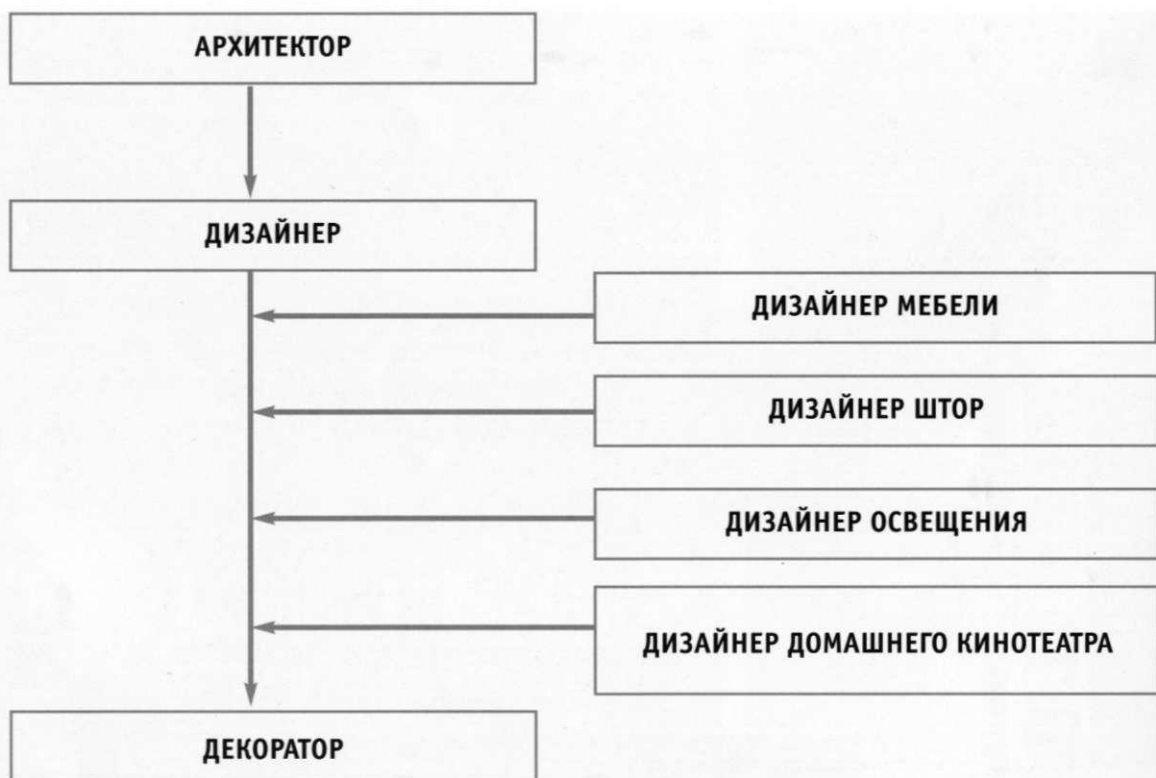 АРХИТЕКТОР
ДИЗАЙНЕР
ДИЗАЙНЕР МЕБЕЛИ
ДИЗАЙНЕР ШТОР
ДИЗАЙНЕР ОСВЕЩЕНИЯ
ДИЗАЙНЕР ДОМАШНЕГО КИНОТЕАТРА
ДЕКОРАТОР